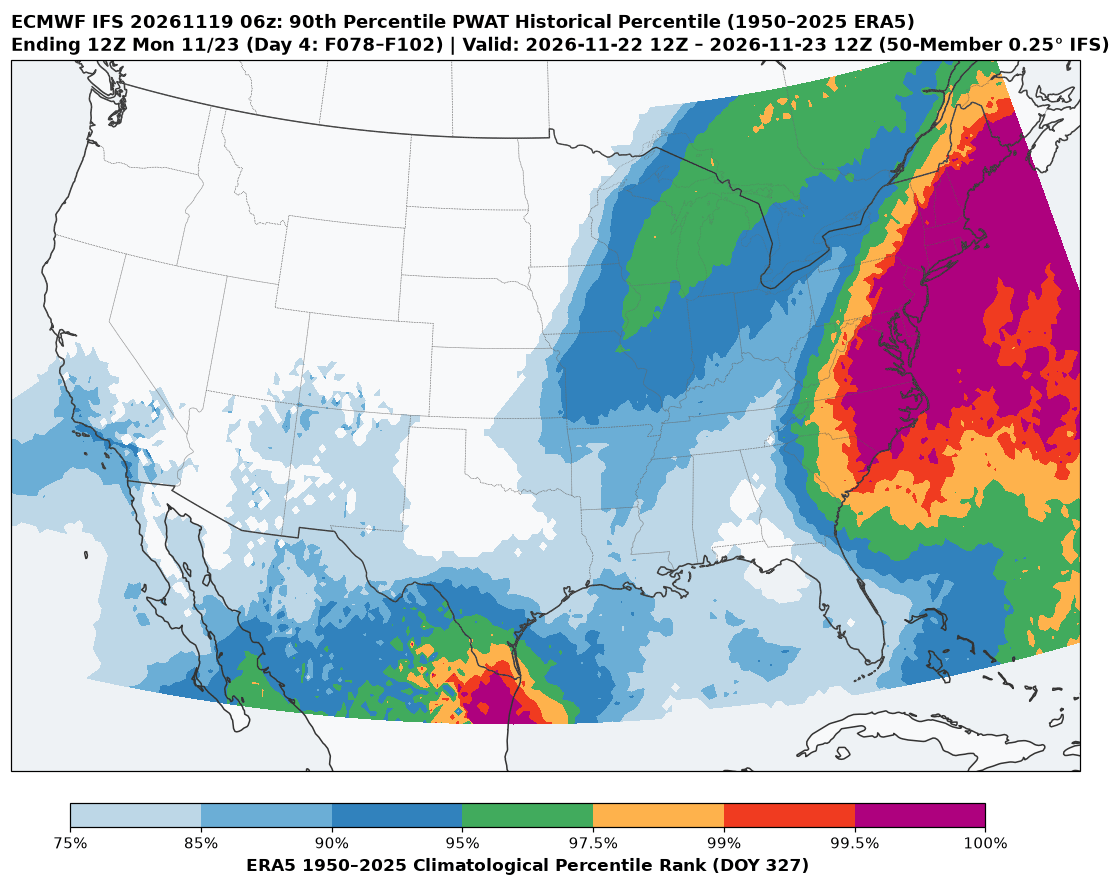 ECMWF IFS 20261119 06z: 90th Percentile PWAT Historical Percentile (1950–2025 ERA5)
Ending 12Z Mon 11/23 (Day 4: F078–F102) | Valid: 2026-11-22 12Z – 2026-11-23 12Z (50-Member 0.25° IFS)
75% 85% 90% 95% 97.5% 99% 99.5% 100%
ERA5 1950–2025 Climatological Percentile Rank (DOY 327)